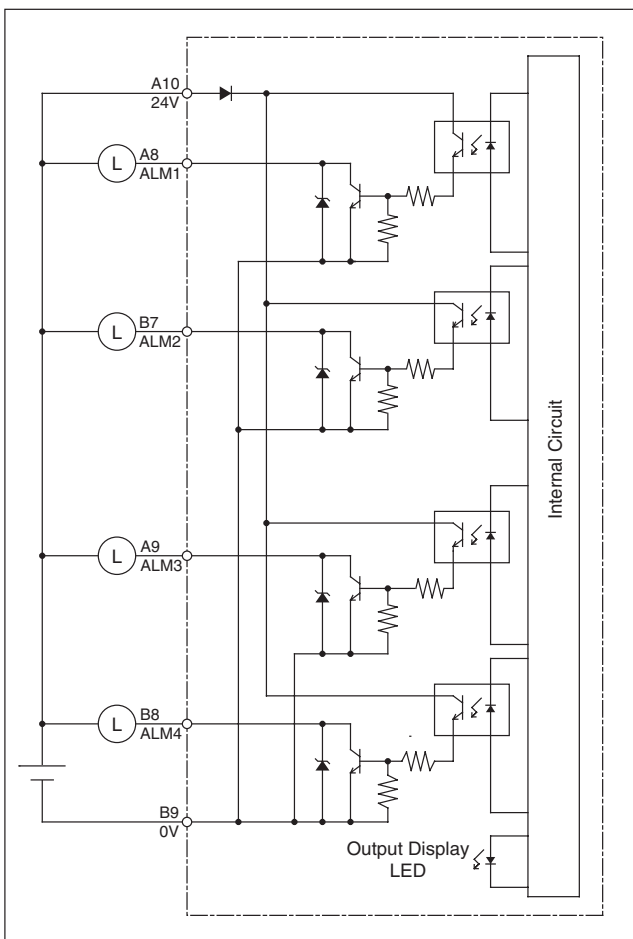 A10
24V
L
A8
ALM1
L
B7
ALM2
L
A9
ALM3
L
B8
ALM4
B9
0V
Internal Circuit
Output Display
LED